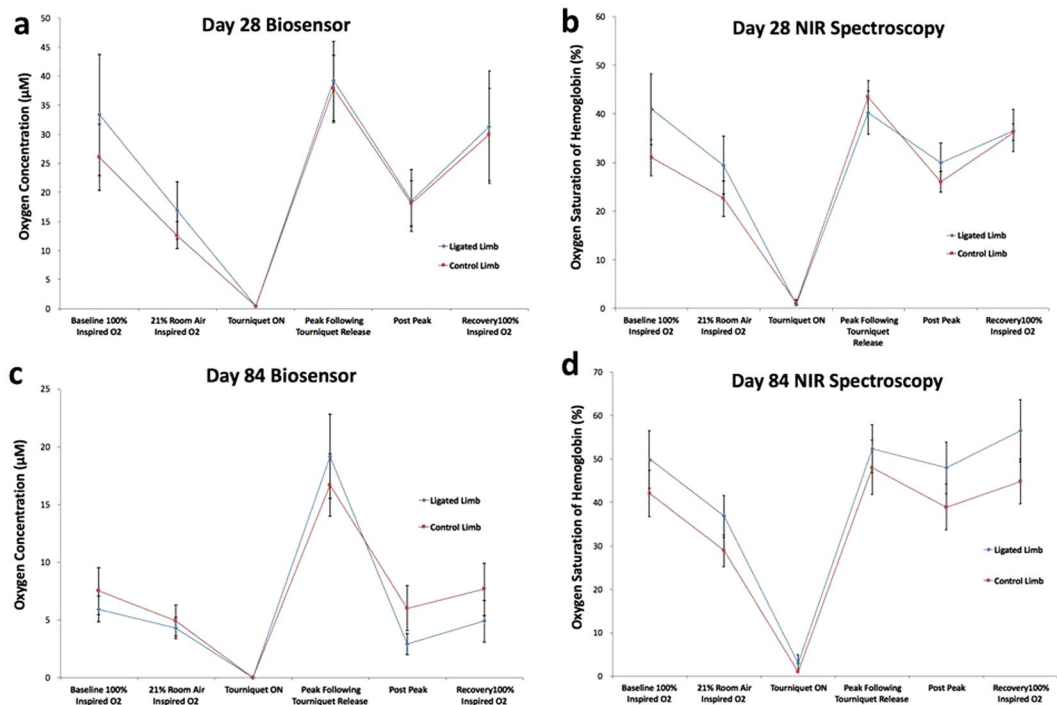 a
Day 28 Biosensor
Oxygen Concentration (µM)
50
45
40
35
30
25
20
15
10
5
0
Ligated Limb
Control Limb
Baseline 100%
Inspired O2
21% Room Air
Inspired O2
Tourniquet ON
Peak Following
Tourniquet Release
Post Peak
Recovery100%
Inspired O2
b
Day 28 NIR Spectroscopy
Oxygen Saturation of Hemoglobin (%)
60
50
40
30
20
10
0
Ligated Limb
Control Limb
Baseline 100%
Inspired O2
21% Room Air
Inspired O2
Tourniquet ON
Peak Following
Tourniquet
Release
Post Peak
Recovery100%
Inspired O2
c
Day 84 Biosensor
Oxygen Concentration (µM)
25
20
15
10
5
0
Ligated Limb
Control Limb
Baseline 100%
Inspired O2
21% Room Air
Inspired O2
Tourniquet ON
Peak Following
Tourniquet Release
Post Peak
Recovery100%
Inspired O2
d
Day 84 NIR Spectroscopy
Oxygen Saturation of Hemoglobin (%)
70
60
50
40
30
20
10
0
Ligated Limb
Control Limb
Baseline 100%
Inspired O2
21% Room Air
Inspired O2
Tourniquet ON
Peak Following
Tourniquet Release
Post Peak
Recovery100%
Inspired O2